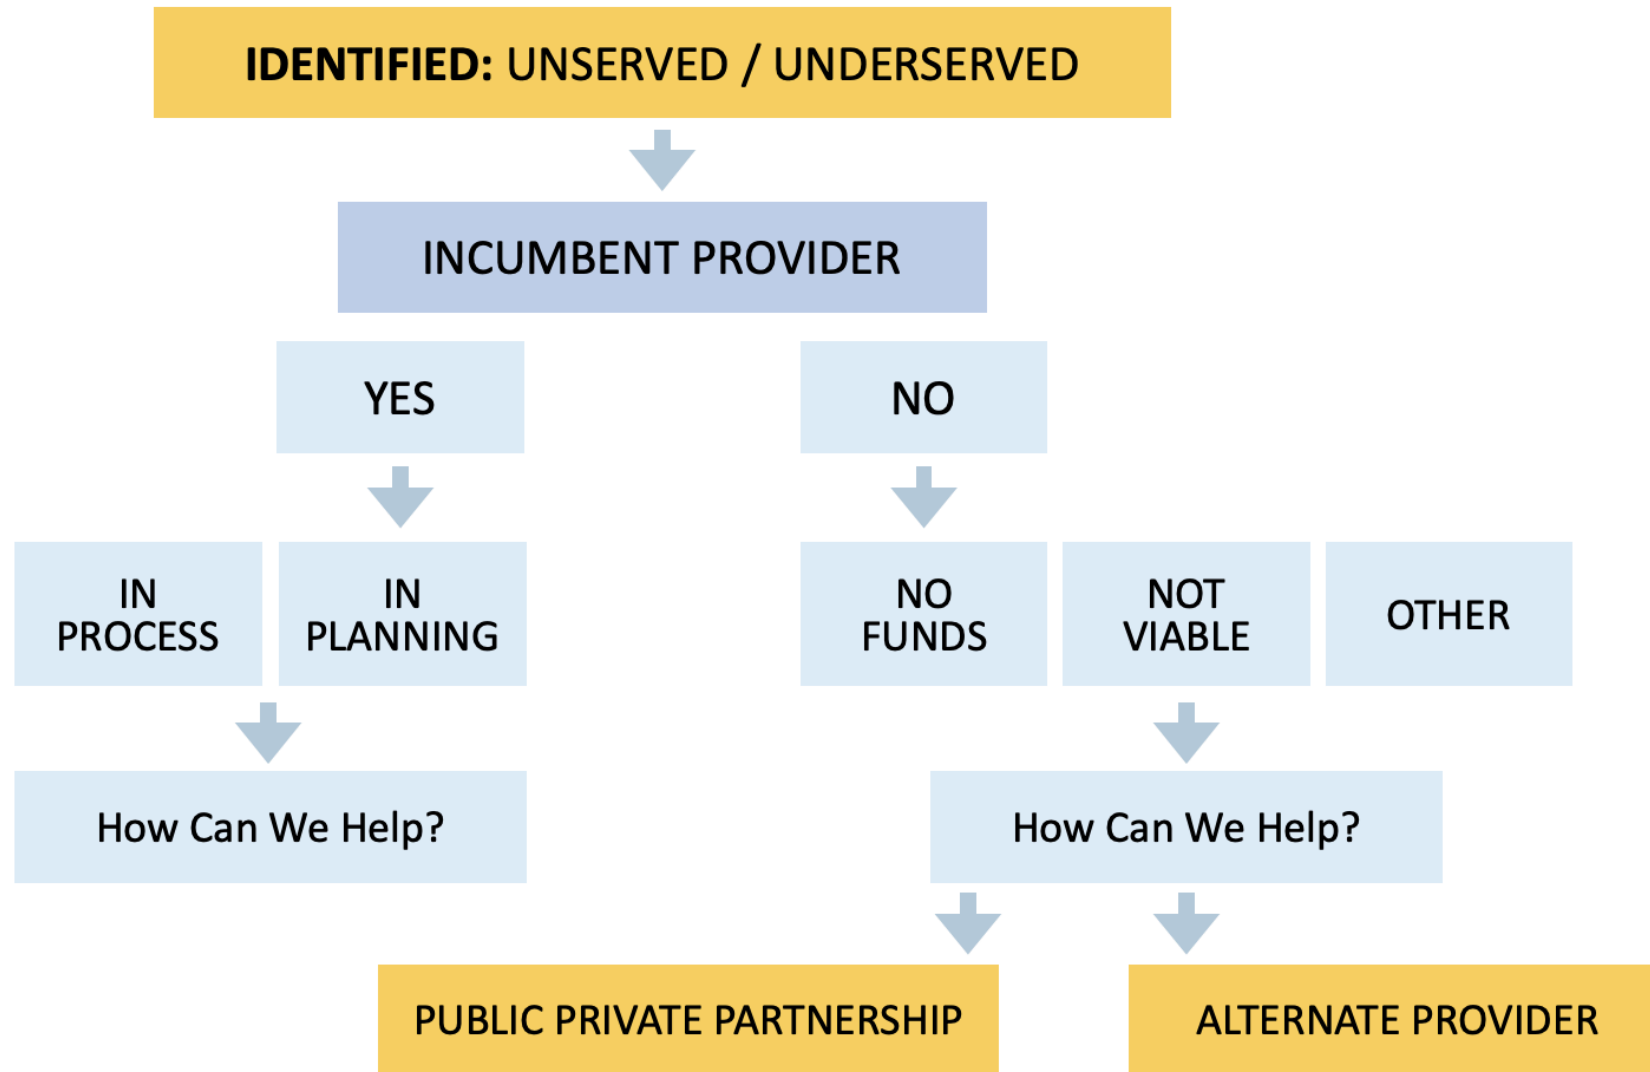 IDENTIFIED: UNSERVED / UNDERSERVED
INCUMBENT PROVIDER
YES
NO
IN
PROCESS
IN
PLANNING
NO
FUNDS
NOT
VIABLE
OTHER
How Can We Help?
How Can We Help?
PUBLIC PRIVATE PARTNERSHIP
ALTERNATE PROVIDER